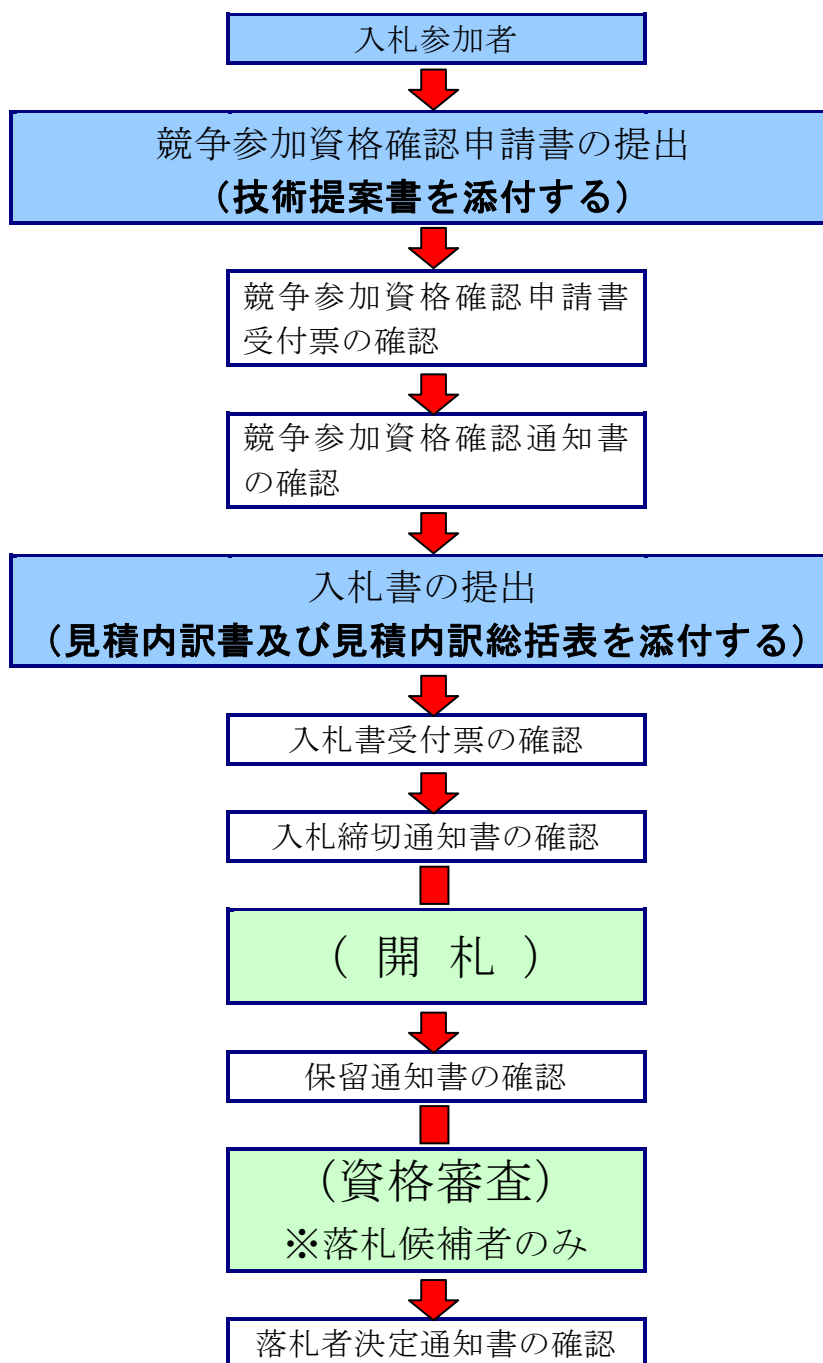 入札参加者
競争参加資格確認申請書の提出
（技術提案書を添付する）
競争参加資格確認申請書
受付票の確認
競争参加資格確認通知書
の確認
入札書の提出
（見積内訳書及び見積内訳総括表を添付する）
入札書受付票の確認
入札締切通知書の確認
（ 開 札 ）
保留通知書の確認
（資格審査）
※落札候補者のみ
落札者決定通知書の確認